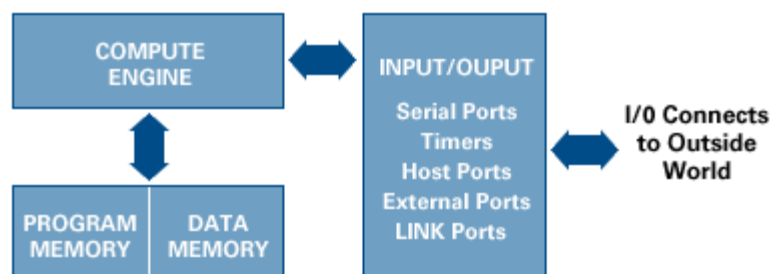 COMPUTE
ENGINE
PROGRAM
MEMORY
DATA
MEMORY
INPUT/OUPUT
Serial Ports
Timers
Host Ports
External Ports
LINK Ports
I/0 Connects
to Outside
World